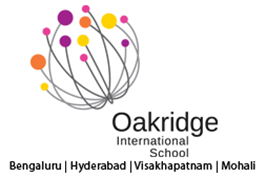 Oakridge
International
School
Bengaluru | Hyderabad | Visakhapatnam | Mohali